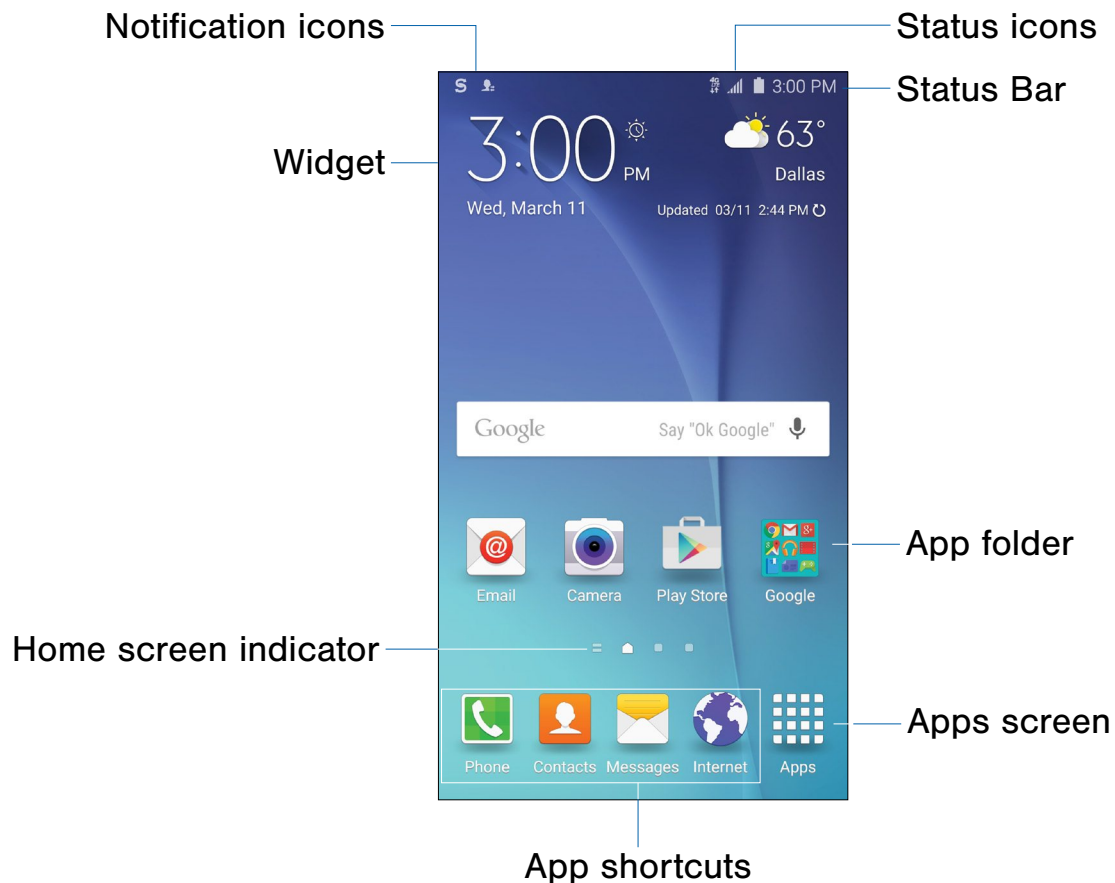 Notification icons
Status icons
4G LTE 3:00 PM
Status Bar
3:00 PM
63°
Widget
Dallas
Wed, March 11
Updated 03/11 2:44 PM
Google
Say "Ok Google"
App folder
Email
Camera
Play Store
Google
Home screen indicator
Apps screen
Phone
Contacts
Messages
Internet
Apps
App shortcuts